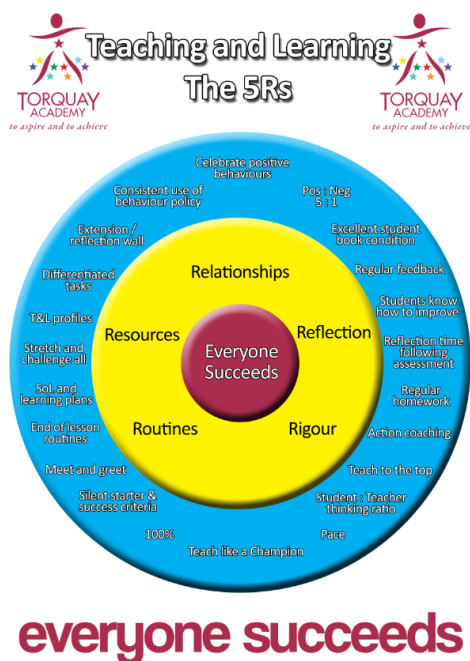 Teaching and Learning
The 5Rs
TORQUAY
ACADEMY
to aspire and to achieve
TORQUAY
ACADEMY
to aspire and to achieve
Celebrate positive
behaviours
Pos : Neg
5 : 1
Excellent student
book condition
Regular feedback
Students know
how to improve
Reflection time
following
assessment
Regular
homework
Action coaching
Teach to the top
Student : Teacher
thinking ratio
Pace
Teach like a Champion
100%
Silent starter &
success criteria
Meet and greet
End of lesson
routines
SoL and
learning plans
Stretch and
challenge all
T&L profiles
Differentiated
tasks
Extension /
reflection wall
Consistent use of
behaviour policy
Relationships
Reflection
Rigour
Routines
Resources
Everyone
Succeeds
everyone succeeds